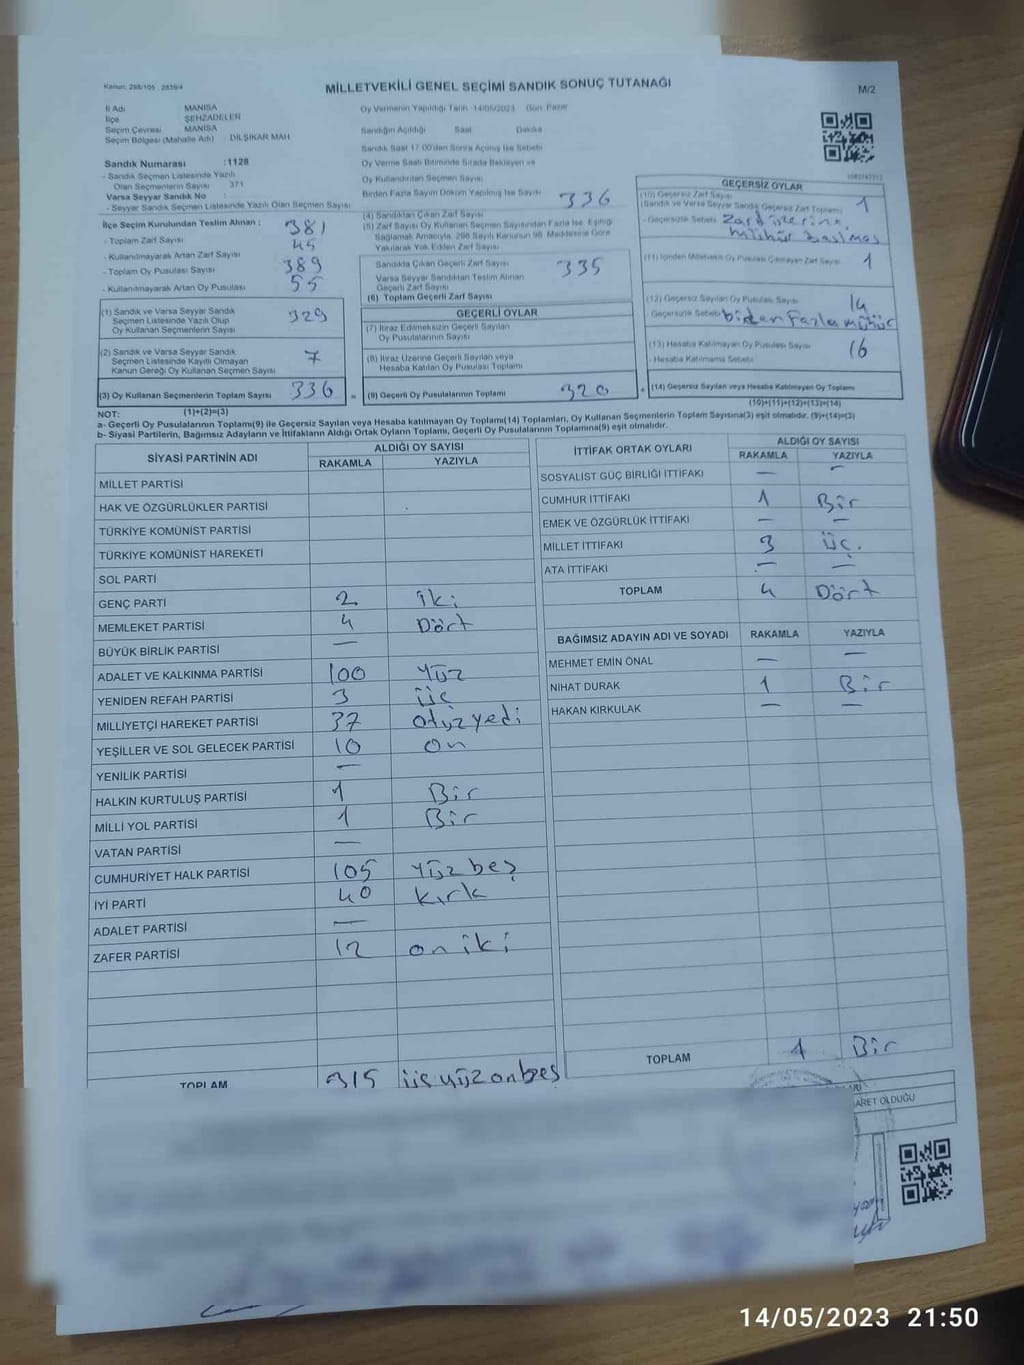 Kanun: 298/105 , 2839/4
MİLLETVEKİLİ GENEL SEÇİMİ SANDIK SONUÇ TUTANAĞI
M/2
İl Adı MANİSA
İlçe ŞEHZADELER
Seçim Çevresi MANİSA
Seçim Bölgesi (Mahalle Adı) DİLŞİKAR MAH
Sandık Numarası :1128
- Sandık Seçmen Listesinde Yazılı
Olan Seçmenlerin Sayısı 371
Varsa Seyyar Sandık No
- Seyyar Sandık Seçmen Listesinde Yazılı Olan Seçmen Sayısı
İlçe Seçim Kurulundan Teslim Alınan : 381
- Toplam Zarf Sayısı
- Kullanılmayarak Artan Zarf Sayısı 45
- Toplam Oy Pusulası Sayısı 389
- Kullanılmayarak Artan Oy Pusulası 55
(1) Sandık ve Varsa Seyyar Sandık
Seçmen Listesinde Yazılı Olup
Oy Kullanan Seçmenlerin Sayısı 329
(2) Sandık ve Varsa Seyyar Sandık
Seçmen Listesinde Kayıtlı Olmayan
Kanun Gereği Oy Kullanan Seçmen Sayısı 7
(3) Oy Kullanan Seçmenlerin Toplam Sayısı 336
(1)+(2)=(3)
Oy Vermenin Yapıldığı Tarih 14/05/2023 Gün Pazar
Sandığın Açıldığı Saat Dakika
Sandık Saat 17.00'den Sonra Açılmış İse Sebebi
Oy Verme Saati Bitiminde Sırada Bekleyen ve
Oy Kullandırılan Seçmen Sayısı
Birden Fazla Sayım Döküm Yapılmış İse Sayısı
(4) Sandıktan Çıkan Zarf Sayısı 336
(5) Zarf Sayısı Oy Kullanan Seçmen Sayısından Fazla İse, Eşitliği
Sağlamak Amacıyla, 298 Sayılı Kanunun 98. Maddesine Göre
Yakılarak Yok Edilen Zarf Sayısı
Sandıkta Çıkan Geçerli Zarf Sayısı 335
Varsa Seyyar Sandıktan Teslim Alınan
Geçerli Zarf Sayısı
(6) Toplam Geçerli Zarf Sayısı
GEÇERLİ OYLAR
(7) İtiraz Edilmeksizin Geçerli Sayılan
Oy Pusulasının Sayısı
(8) İtiraz Üzerine Geçerli Sayılan veya
Hesaba Katılan Oy Pusulası Toplamı
= (9) Geçerli Oy Pusulalarının Toplamı 320 +
GEÇERSİZ OYLAR
(10) Geçersiz Zarf Sayısı
(Sandık ve Varsa Seyyar Sandık Geçersiz Zarf Toplamı) 1
- Geçersizlik Sebebi Zarf üzerine
mühür basılmas
(11) İçinden Milletvekili Oy Pusulası Çıkmayan Zarf Sayısı 1
(12) Geçersiz Sayılan Oy Pusulası Sayısı 14
Geçersizlik Sebebi birden fazla mühür
(13) Hesaba Katılmayan Oy Pusulası Sayısı 16
- Hesaba Katılmama Sebebi
(14) Geçersiz Sayılan veya Hesaba Katılmayan Oy Toplamı
(10)+(11)+(12)+(13)=(14)
NOT:
a- Geçerli Oy Pusulalarının Toplamı(9) ile Geçersiz Sayılan veya Hesaba katılmayan Oy Toplamı(14) Toplamları, Oy Kullanan Seçmenlerin Toplam Sayısına(3) eşit olmalıdır. (9)+(14)=(3)
b- Siyasi Partilerin, Bağımsız Adayların ve İttifakların Aldığı Ortak Oyların Toplamı, Geçerli Oy Pusulalarının Toplamına(9) eşit olmalıdır.
SİYASİ PARTİNİN ADI ALDIĞI OY SAYISI
RAKAMLA YAZIYLA
MİLLET PARTİSİ
HAK VE ÖZGÜRLÜKLER PARTİSİ
TÜRKİYE KOMÜNİST PARTİSİ
TÜRKİYE KOMÜNİST HAREKETİ
SOL PARTİ
GENÇ PARTİ 2 iki
MEMLEKET PARTİSİ 4 Dört
BÜYÜK BİRLİK PARTİSİ —
ADALET VE KALKINMA PARTİSİ 100 Yüz
YENİDEN REFAH PARTİSİ 3 üç
MİLLİYETÇİ HAREKET PARTİSİ 37 otuzyedi
YEŞİLLER VE SOL GELECEK PARTİSİ 10 on
YENİLİK PARTİSİ —
HALKIN KURTULUŞ PARTİSİ 1 Bir
MİLLİ YOL PARTİSİ 1 Bir
VATAN PARTİSİ —
CUMHURİYET HALK PARTİSİ 105 Yüzbeş
İYİ PARTİ 40 kırk
ADALET PARTİSİ —
ZAFER PARTİSİ 12 on iki
TOPLAM 315 üçyüzonbeş
İTTİFAK ORTAK OYLARI ALDIĞI OY SAYISI
RAKAMLA YAZIYLA
SOSYALİST GÜÇ BİRLİĞİ İTTİFAKI — —
CUMHUR İTTİFAKI 1 Bir
EMEK VE ÖZGÜRLÜK İTTİFAKI — —
MİLLET İTTİFAKI 3 üç.
ATA İTTİFAKI — —
TOPLAM 4 Dört
BAĞIMSIZ ADAYIN ADI VE SOYADI RAKAMLA YAZIYLA
MEHMET EMİN ÖNAL — —
NİHAT DURAK 1 Bir
HAKAN KIRKULAK — —
TOPLAM 1 Bir
ARET OLDUĞU
14/05/2023 21:50